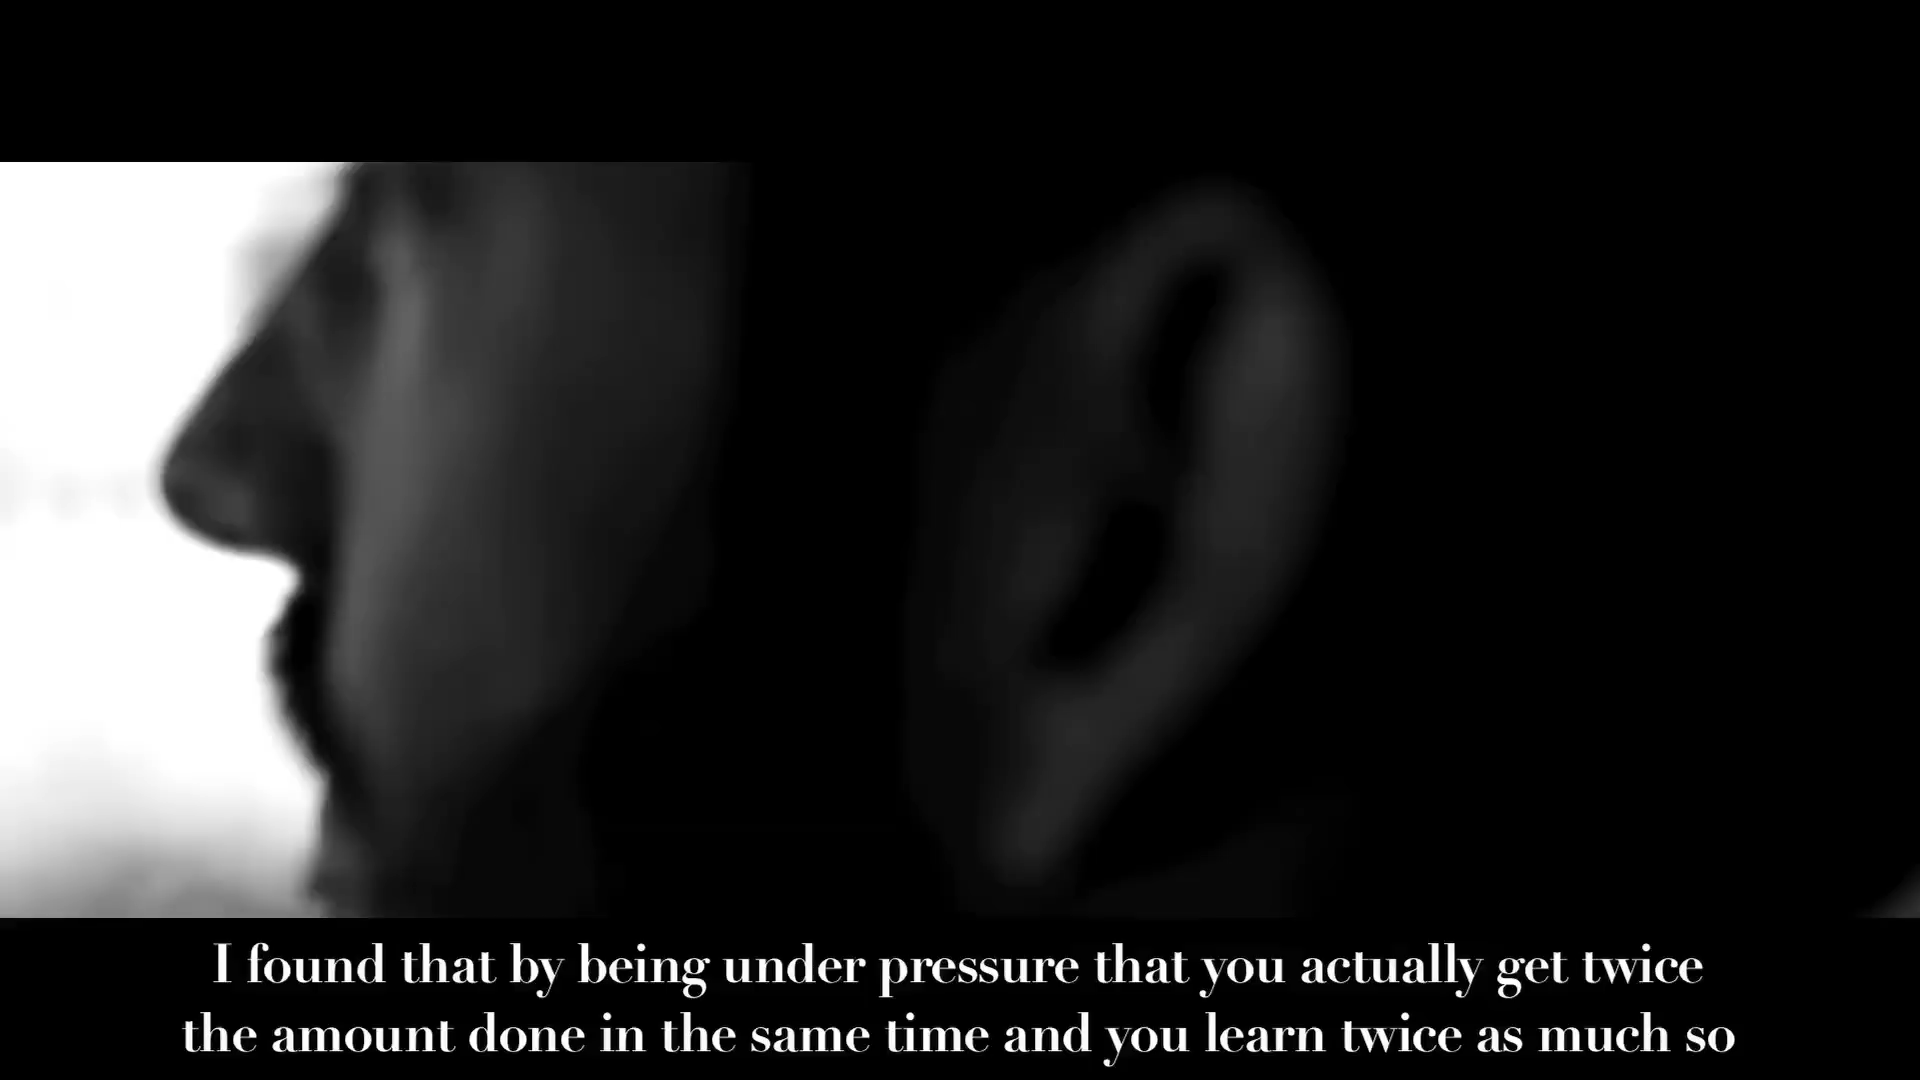 I found that by being under pressure that you actually get twice
the amount done in the same time and you learn twice as much so